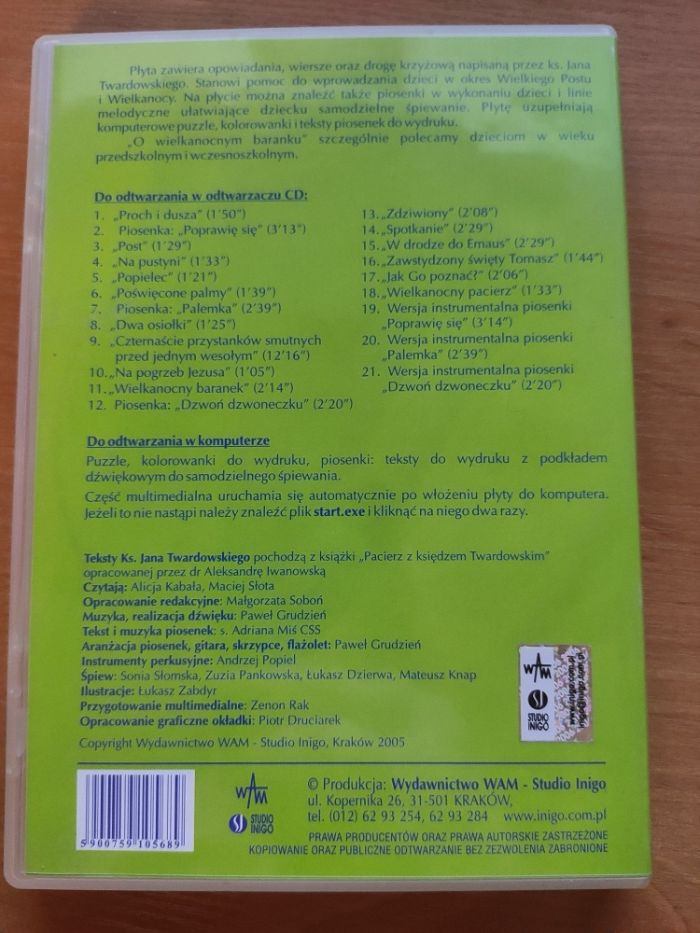 Płyta zawiera opowiadania, wiersze oraz drogę krzyżową napisaną przez ks. Jana
Twardowskiego. Stanowi pomoc do wprowadzania dzieci w okres Wielkiego Postu
i Wielkanocy. Na płycie można znaleźć także piosenki w wykonaniu dzieci i linie
melodyczne ułatwiające dziecku samodzielne śpiewanie. Płytę uzupełniają
komputerowe puzzle, kolorowanki i teksty piosenek do wydruku.
„O wielkanocnym baranku” szczególnie polecamy dzieciom w wieku
przedszkolnym i wczesnoszkolnym.
Do odtwarzania w odtwarzaczu CD:
1. „Proch i dusza” (1'50”)
2. Piosenka: „Poprawię się” (3'13”)
3. „Post” (1'29”)
4. „Na pustyni” (1'33”)
5. „Popielec” (1'21”)
6. „Poświęcone palmy” (1'39”)
7. Piosenka: „Palemka” (2'39”)
8. „Dwa osiołki” (1'25”)
9. „Czternaście przystanków smutnych
przed jednym wesołym” (12'16”)
10. „Na pogrzeb Jezusa” (1'05”)
11. „Wielkanocny baranek” (2'14”)
12. Piosenka: „Dzwoń dzwoneczku” (2'20”)
13. „Zdziwiony” (2'08”)
14. „Spotkanie” (2'29”)
15. „W drodze do Emaus” (2'29”)
16. „Zawstydzony święty Tomasz” (1'44”)
17. „Jak Go poznać?” (2'06”)
18. „Wielkanocny pacierz” (1'33”)
19. Wersja instrumentalna piosenki
„Poprawię się” (3'14”)
20. Wersja instrumentalna piosenki
„Palemka” (2'39”)
21. Wersja instrumentalna piosenki
„Dzwoń dzwoneczku” (2'20”)
Do odtwarzania w komputerze
Puzzle, kolorowanki do wydruku, piosenki: teksty do wydruku z podkładem
dźwiękowym do samodzielnego śpiewania.
Część multimedialna uruchamia się automatycznie po włożeniu płyty do komputera.
Jeżeli to nie nastąpi należy znaleźć plik start.exe i kliknąć na niego dwa razy.
Teksty Ks. Jana Twardowskiego pochodzą z książki „Pacierz z księdzem Twardowskim”
opracowanej przez dr Aleksandrę Iwanowską
Czytają: Alicja Kabała, Maciej Słota
Opracowanie redakcyjne: Małgorzata Soboń
Muzyka, realizacja dźwięku: Paweł Grudzień
Tekst i muzyka piosenek: s. Adriana Miś CSS
Aranżacja piosenek, gitara, skrzypce, flażolet: Paweł Grudzień
Instrumenty perkusyjne: Andrzej Popiel
Śpiew: Sonia Słomska, Zuzia Pankowska, Łukasz Dzierwa, Mateusz Knap
Ilustracje: Łukasz Zabdyr
Przygotowanie multimedialne: Zenon Rak
Opracowanie graficzne okładki: Piotr Druciarek
Copyright Wydawnictwo WAM - Studio Inigo, Kraków 2005
WAM
STUDIO
INIGO
5900759105689
WAM
STUDIO
INIGO
© Produkcja: Wydawnictwo WAM - Studio Inigo
ul. Kopernika 26, 31-501 KRAKÓW,
tel. (012) 62 93 254, 62 93 284 www.inigo.com.pl
PRAWA PRODUCENTÓW ORAZ PRAWA AUTORSKIE ZASTRZEŻONE
KOPIOWANIE ORAZ PUBLICZNE ODTWARZANIE BEZ ZEZWOLENIA ZABRONIONE